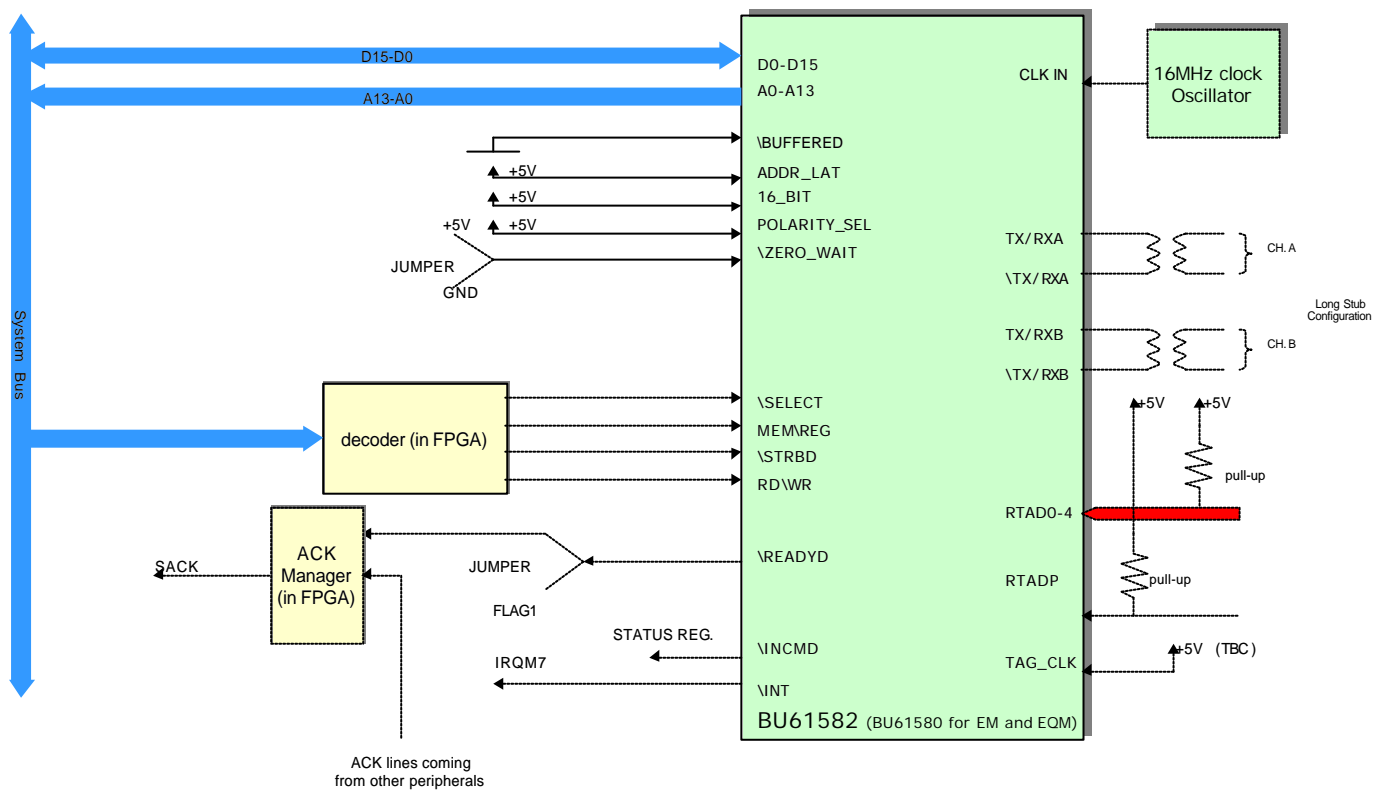 D15-D0
A13-A0
System Bus
D0-D15
A0-A13
CLK IN
16MHz clock
Oscillator
\BUFFERED
+5V
ADDR_LAT
+5V
16_BIT
+5V
+5V
POLARITY_SEL
\ZERO_WAIT
JUMPER
GND
TX/RXA
\TX/RXA
CH. A
Long Stub
Configuration
TX/RXB
\TX/RXB
CH. B
decoder (in FPGA)
\SELECT
MEM\REG
\STRBD
RD\WR
+5V
+5V
pull-up
RTAD0-4
ACK
Manager
(in FPGA)
SACK
JUMPER
FLAG1
\READYD
RTADP
pull-up
STATUS REG.
\INCMD
IRQM7
\INT
TAG_CLK
+5V (TBC)
BU61582 (BU61580 for EM and EQM)
ACK lines coming
from other peripherals